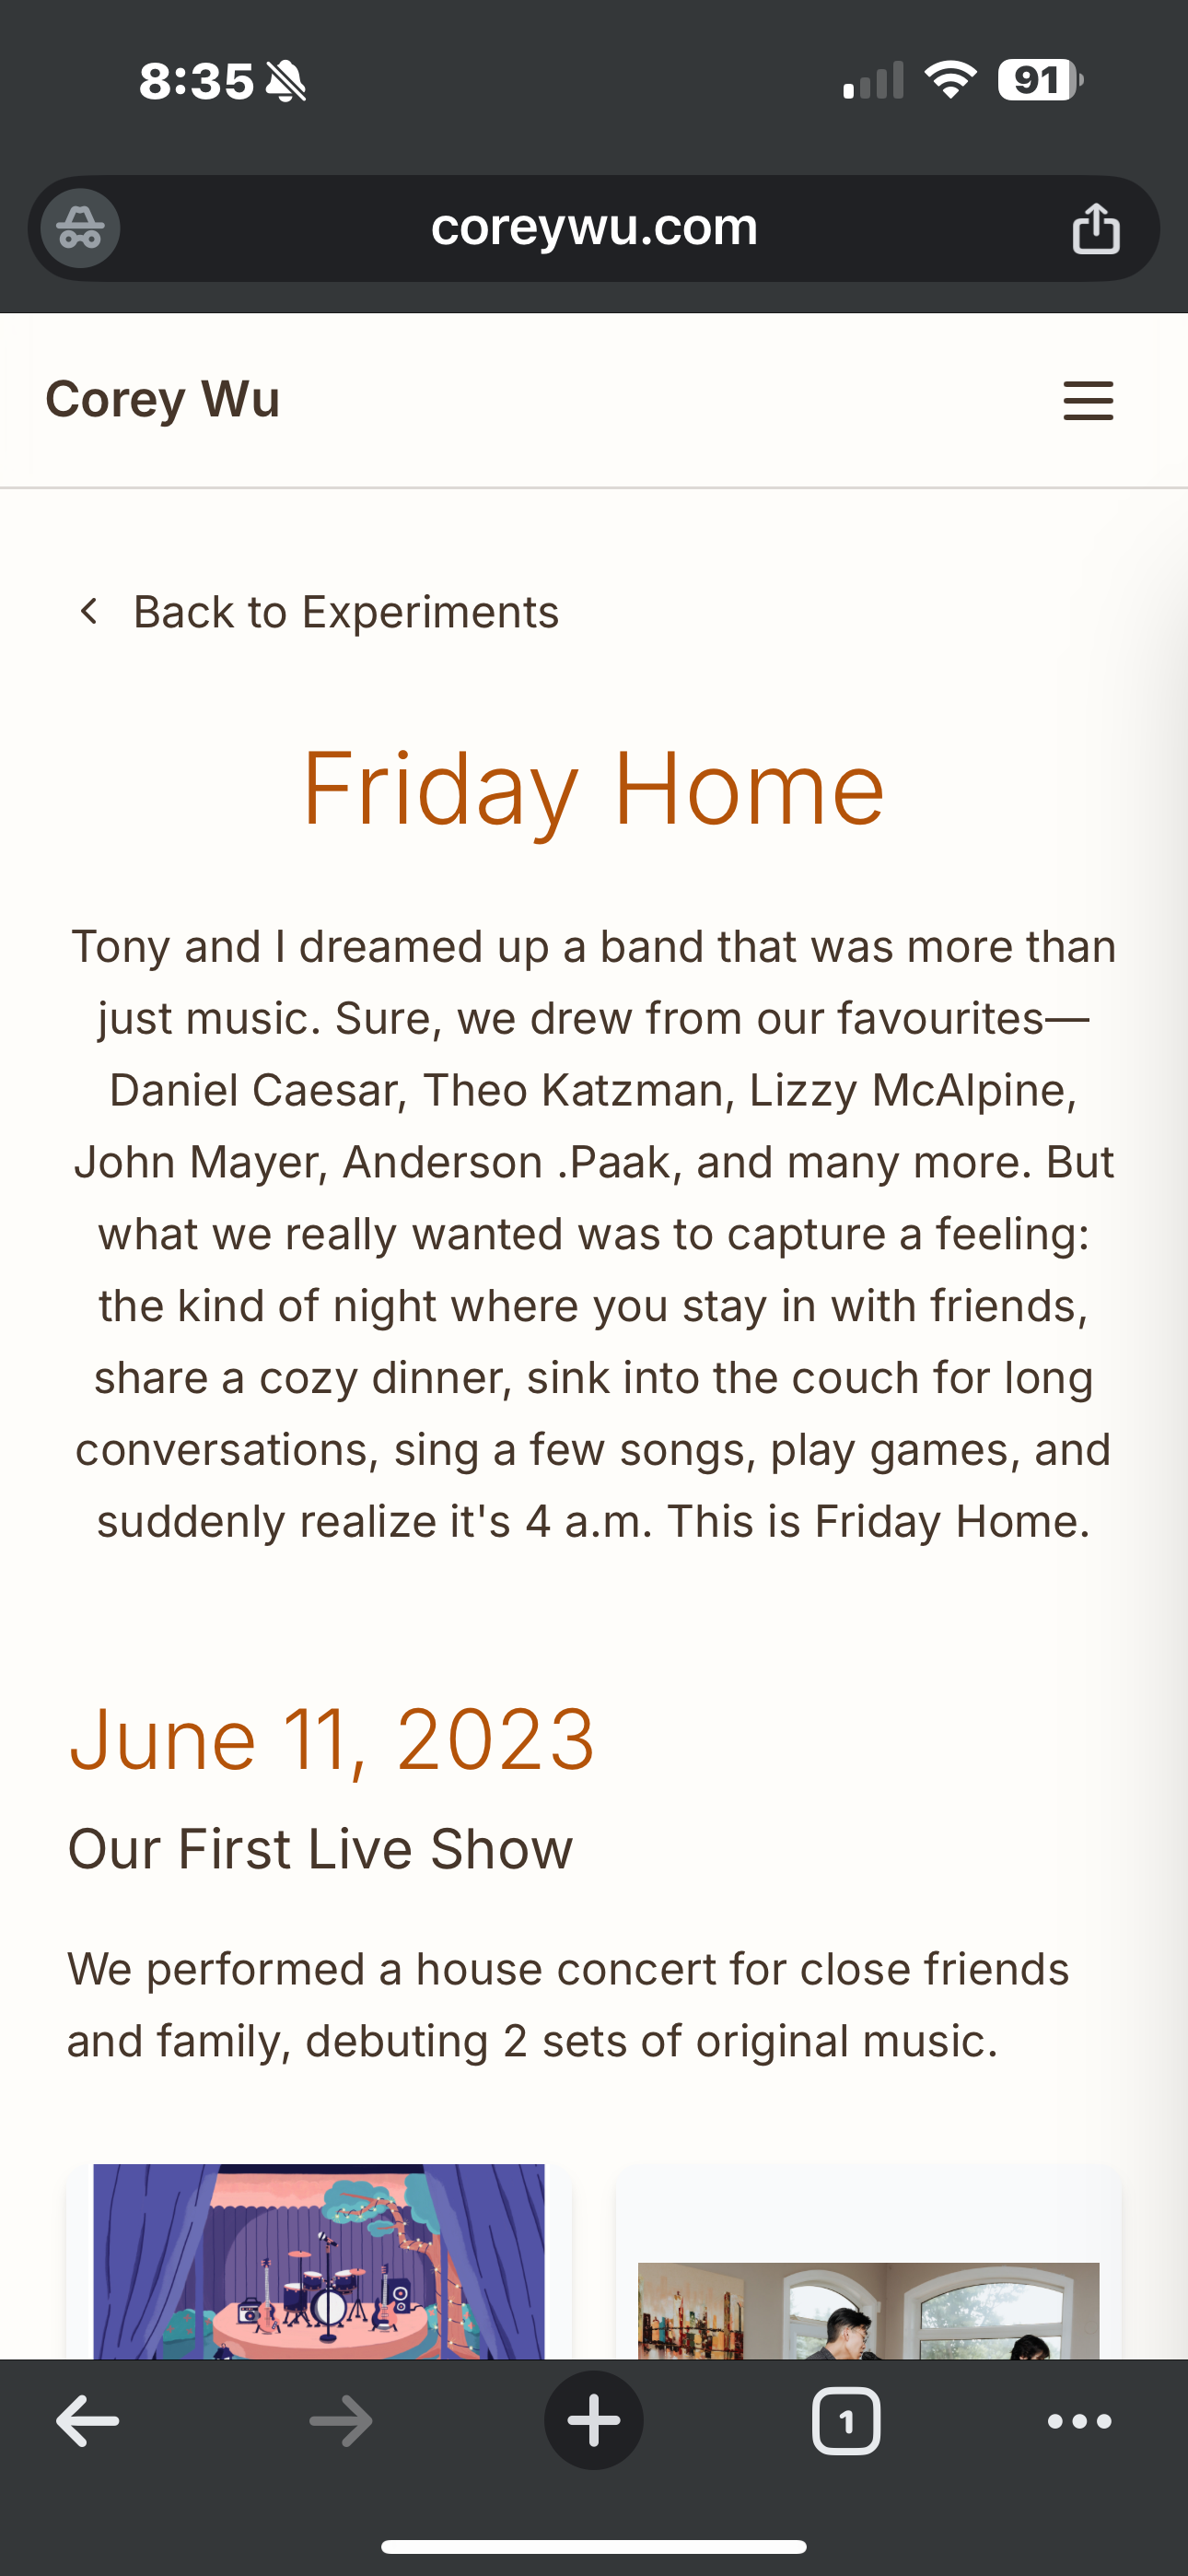 8:35
91
coreywu.com
Corey Wu
Back to Experiments
Friday Home
Tony and I dreamed up a band that was more than
just music. Sure, we drew from our favourites—
Daniel Caesar, Theo Katzman, Lizzy McAlpine,
John Mayer, Anderson .Paak, and many more. But
what we really wanted was to capture a feeling:
the kind of night where you stay in with friends,
share a cozy dinner, sink into the couch for long
conversations, sing a few songs, play games, and
suddenly realize it's 4 a.m. This is Friday Home.
June 11, 2023
Our First Live Show
We performed a house concert for close friends
and family, debuting 2 sets of original music.
1